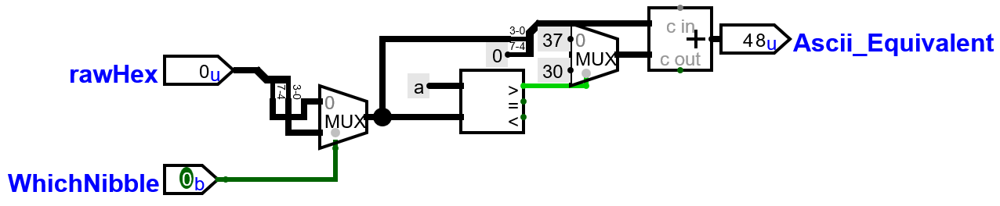 c in
3-0
37
0
+
48u
Ascii_Equivalent
7-4
0
MUX
c out
rawHex
0u
30
7-4
3-0
a
>
=
<
0
MUX
WhichNibble
0b